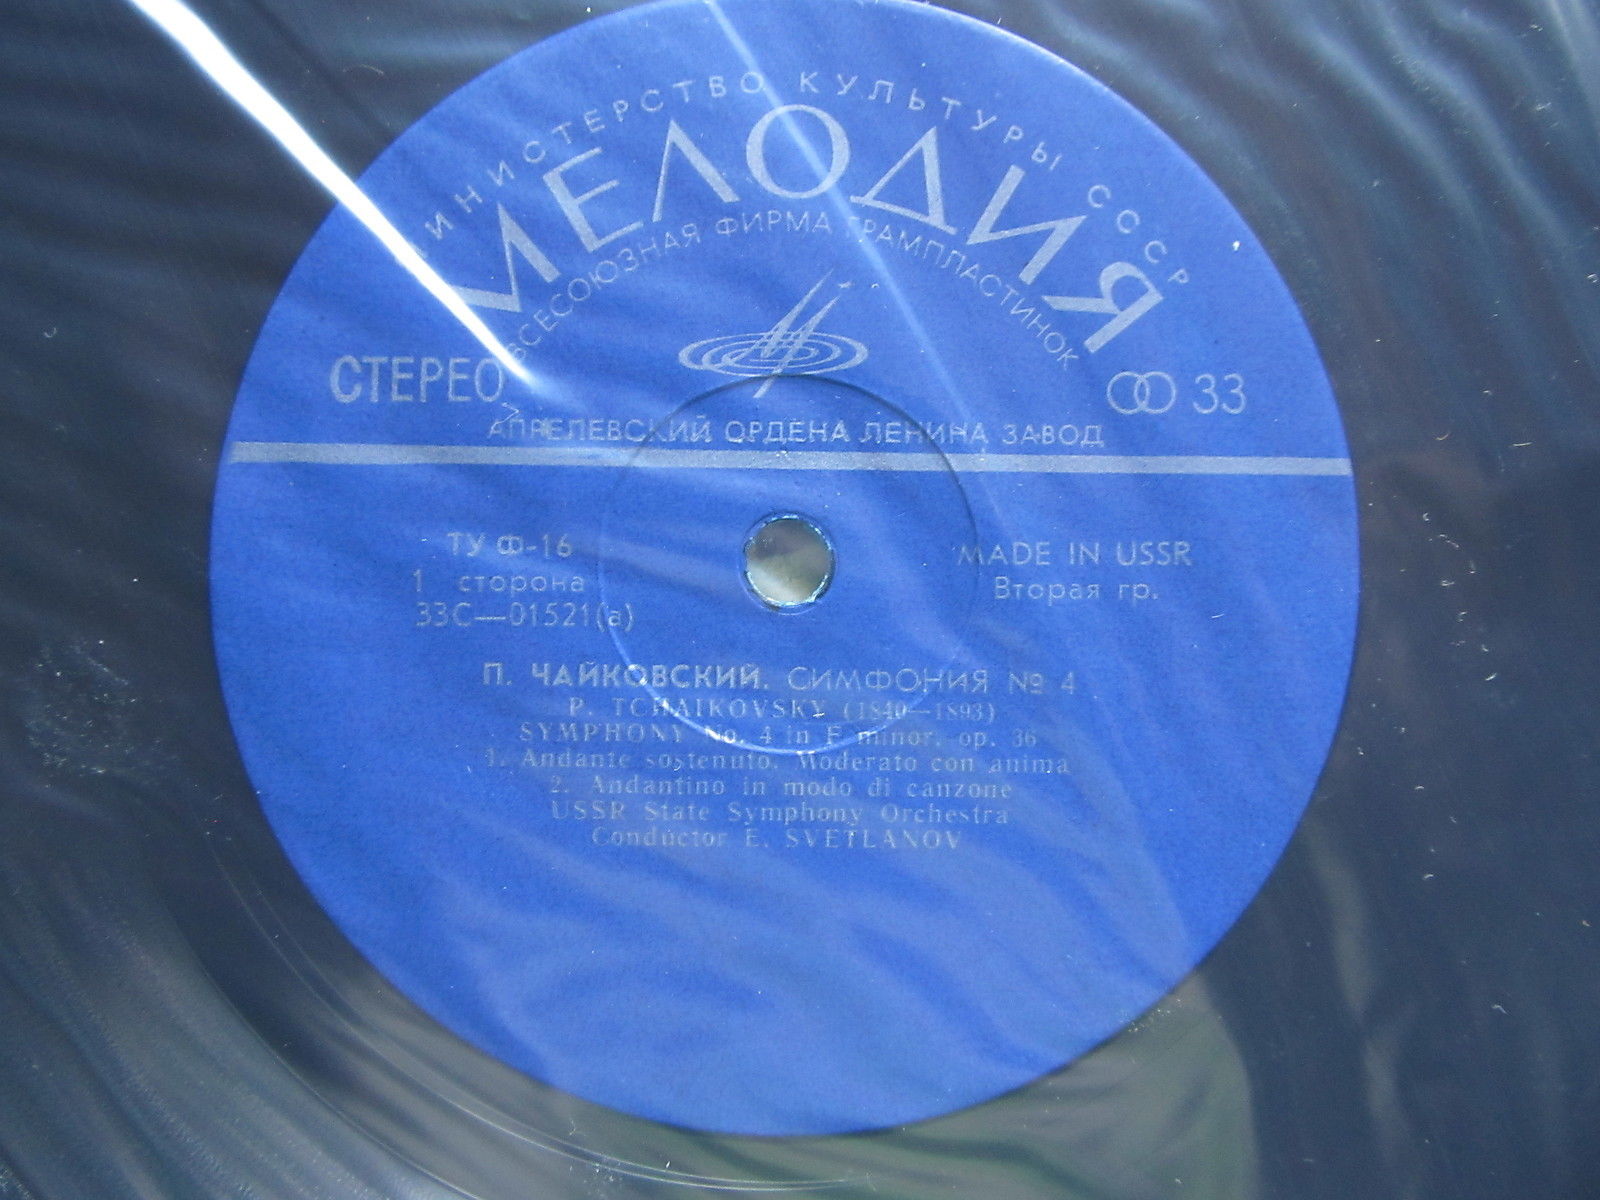 МИНИСТЕРСТВО КУЛЬТУРЫ СССР
МЕЛОДИЯ
ВСЕСОЮЗНАЯ ФИРМА ГРАМПЛАСТИНОК
СТЕРЕО
33
АПРЕЛЕВСКИЙ ОРДЕНА ЛЕНИНА ЗАВОД
ТУ Ф-16
1 сторона
33С—01521(а)
MADE IN USSR
Вторая гр.
П. ЧАЙКОВСКИЙ. СИМФОНИЯ № 4
P. TCHAIKOVSKY (1840—1893)
SYMPHONY No. 4 in F minor, op. 36
1. Andante sostenuto. Moderato con anima
2. Andantino in modo di canzone
USSR State Symphony Orchestra
Conductor E. SVETLANOV